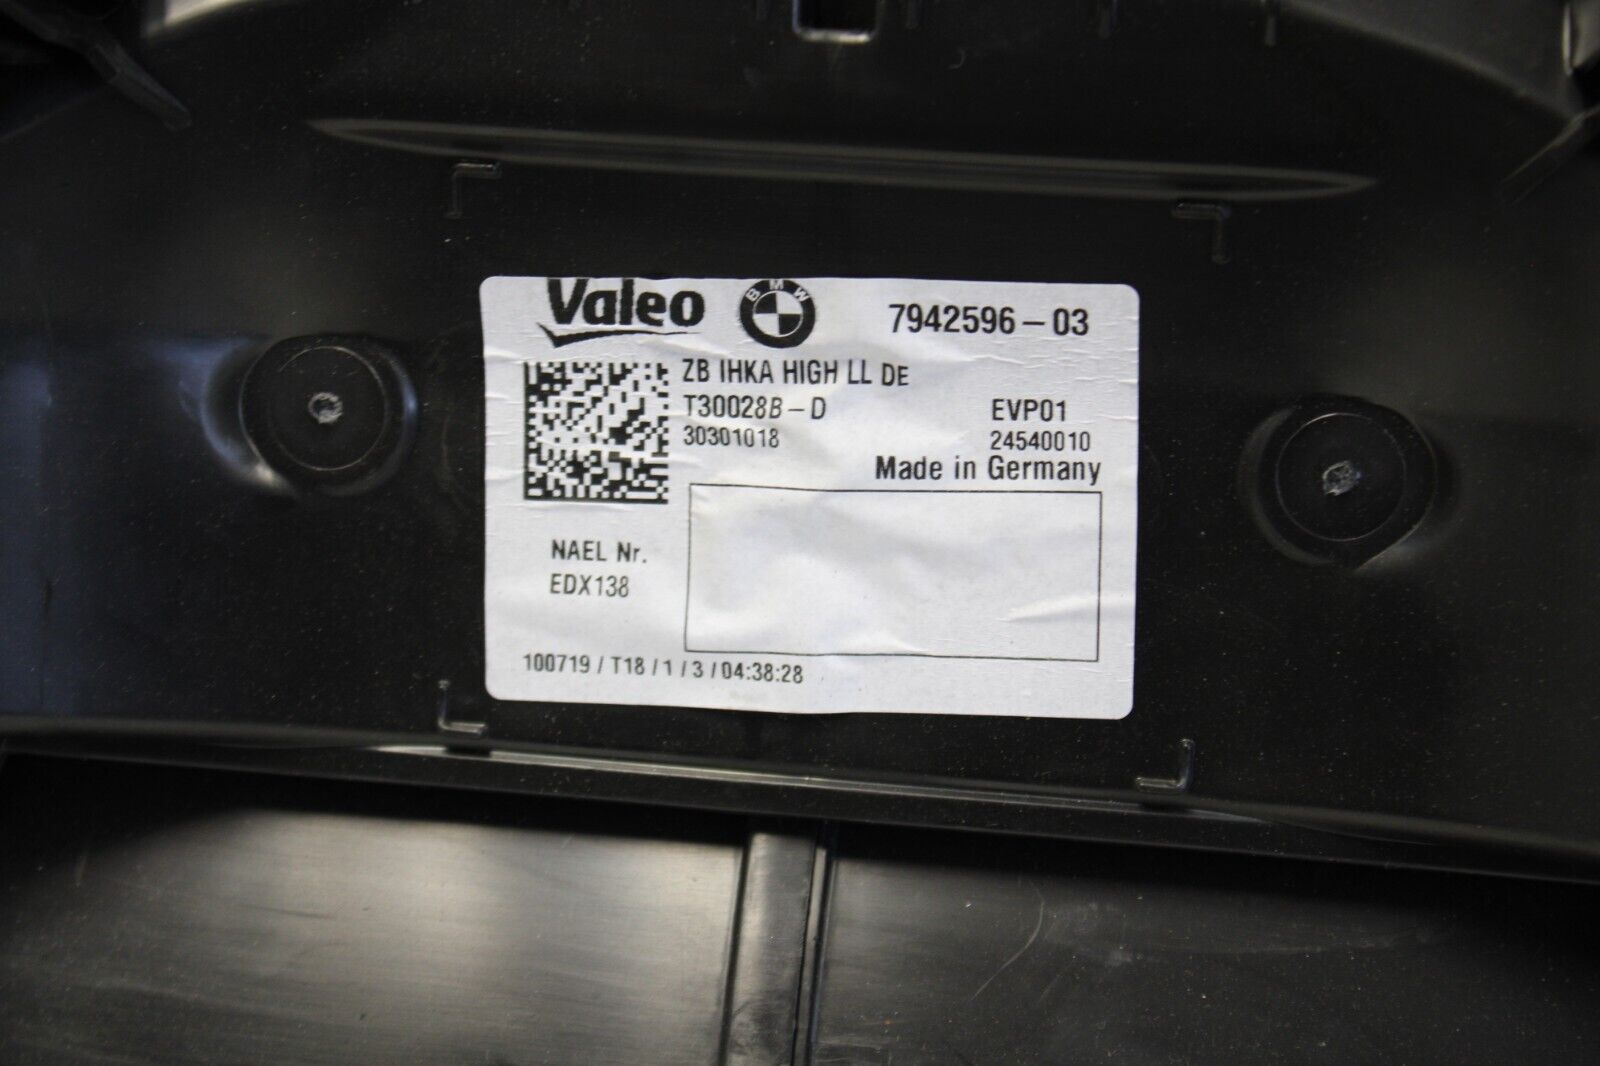 Valeo BMW 7942596-03
ZB IHKA HIGH LL DE
T30028B-D EVP01
30301018 24540010
Made in Germany
NAEL Nr.
EDX138
100719 / T18 / 1 / 3 / 04:38:28